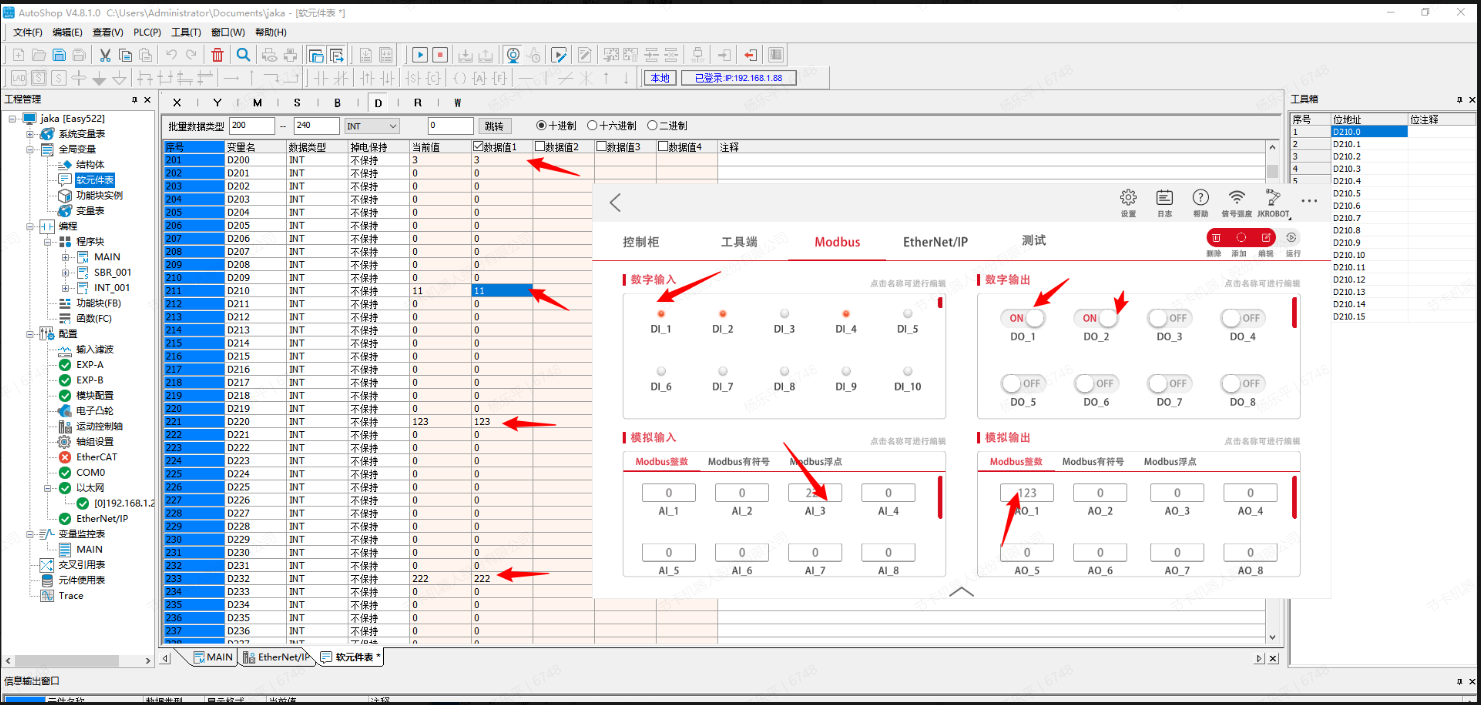 AutoShop V4.8.1.0  C:\Users\Administrator\Documents\jaka - [软元件表 *]
文件(F) 编辑(E) 查看(V) PLC(P) 工具(T) 窗口(W) 帮助(H)
本地 已登录:IP:192.168.1.88
工程管理
jaka [Easy522]
系统变量表
全局变量
结构体
软元件表
功能块实例
变量表
编程
程序块
MAIN
SBR_001
INT_001
功能块(FB)
函数(FC)
配置
输入滤波
EXP-A
EXP-B
模块配置
电子凸轮
运动控制轴
轴组设置
EtherCAT
COM0
以太网
[0]192.168.1.2
EtherNet/IP
变量监控表
MAIN
交叉引用表
元件使用表
Trace
X Y M S B D R W
批量数据类型 200 -- 240 INT 0 跳转 十进制 十六进制 二进制
序号 变量名 数据类型 掉电保持 当前值 数据值1 数据值2 数据值3 数据值4 注释
201 D200 INT 不保持 3 3
202 D201 INT 不保持 0 0
203 D202 INT 不保持 0 0
204 D203 INT 不保持 0 0
205 D204 INT 不保持 0 0
206 D205 INT 不保持 0 0
207 D206 INT 不保持 0 0
208 D207 INT 不保持 0 0
209 D208 INT 不保持 0 0
210 D209 INT 不保持 0 0
211 D210 INT 不保持 11 11
212 D211 INT 不保持 0 0
213 D212 INT 不保持 0 0
214 D213 INT 不保持 0 0
215 D214 INT 不保持 0 0
216 D215 INT 不保持 0 0
217 D216 INT 不保持 0 0
218 D217 INT 不保持 0 0
219 D218 INT 不保持 0 0
220 D219 INT 不保持 0 0
221 D220 INT 不保持 123 123
222 D221 INT 不保持 0 0
223 D222 INT 不保持 0 0
224 D223 INT 不保持 0 0
225 D224 INT 不保持 0 0
226 D225 INT 不保持 0 0
227 D226 INT 不保持 0 0
228 D227 INT 不保持 0 0
229 D228 INT 不保持 0 0
230 D229 INT 不保持 0 0
231 D230 INT 不保持 0 0
232 D231 INT 不保持 0 0
233 D232 INT 不保持 222 222
234 D233 INT 不保持 0 0
235 D234 INT 不保持 0 0
236 D235 INT 不保持 0 0
237 D236 INT 不保持 0 0
MAIN EtherNet/IP 软元件表 *
设置 日志 帮助 信号强度 JKROBOT
控制柜 工具端 Modbus EtherNet/IP 测试
删除 添加 编辑 运行
数字输入 点击名称可进行编辑
DI_1 DI_2 DI_3 DI_4 DI_5
DI_6 DI_7 DI_8 DI_9 DI_10
数字输出 点击名称可进行编辑
ON ON OFF OFF
DO_1 DO_2 DO_3 DO_4
OFF OFF OFF OFF
DO_5 DO_6 DO_7 DO_8
模拟输入 点击名称可进行编辑
Modbus整数 Modbus有符号 Modbus浮点
0 0 0
AI_1 AI_2 AI_3 AI_4
0 0 0 0
AI_5 AI_6 AI_7 AI_8
模拟输出 点击名称可进行编辑
Modbus整数 Modbus有符号 Modbus浮点
123 0 0 0
AO_1 AO_2 AO_3 AO_4
0 0 0 0
AO_5 AO_6 AO_7 AO_8
工具箱
序号 位地址 位注释
1 D210.0
2 D210.1
3 D210.2
4 D210.3
5 D210.4
D210.5
D210.6
D210.7
D210.8
D210.9
D210.10
D210.11
D210.12
D210.13
D210.14
D210.15
信息输出窗口